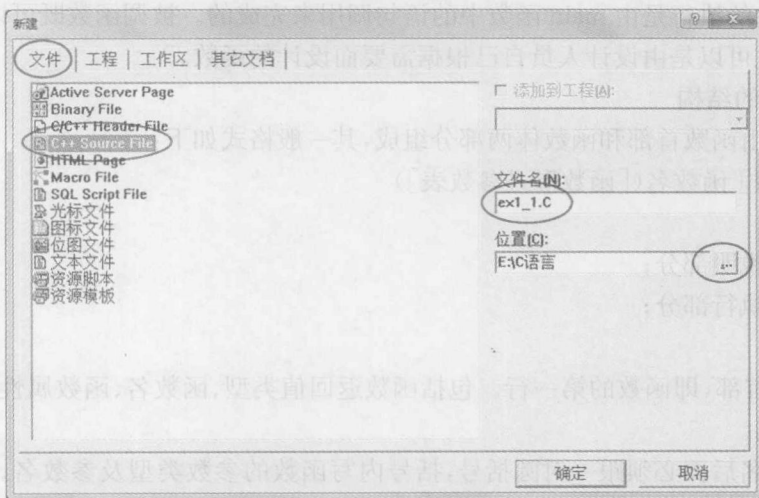 新建
文件 工程 工作区 其它文档
Active Server Page
Binary File
C/C++ Header File
C++ Source File
HTML Page
Macro File
SQL Script File
光标文件
图标文件
位图文件
文本文件
资源脚本
资源模板
添加到工程(A):
文件名(N):
ex1_1.C
位置(C):
E:\C语言
...
确定 取消